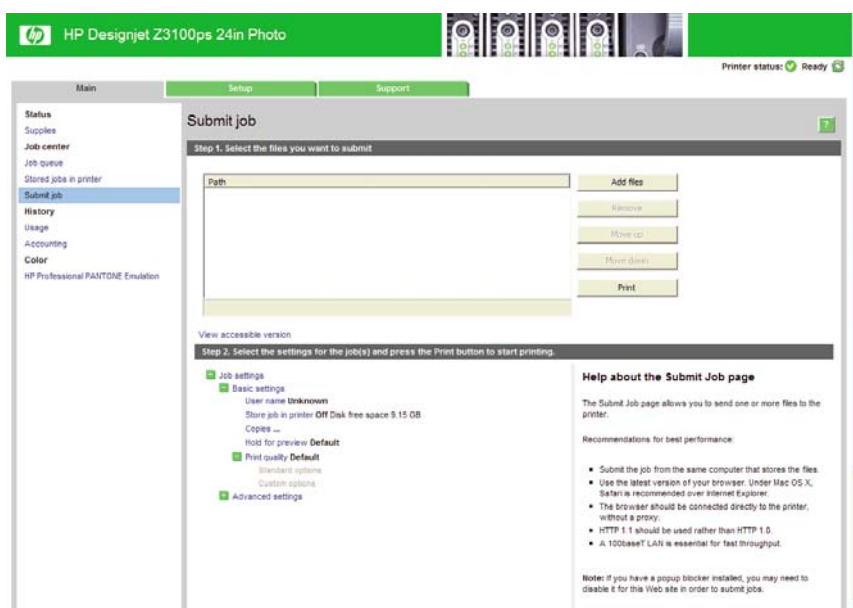 hp
HP Designjet Z3100ps 24in Photo
Printer status: Ready
Main
Setup
Support
Status
Supplies
Job center
Job queue
Stored jobs in printer
Submit job
History
Usage
Accounting
Color
HP Professional PANTONE Emulation
Submit job
?
Step 1. Select the files you want to submit
Path
Add files
Remove
Move up
Move down
Print
View accessible version
Step 2. Select the settings for the job(s) and press the Print button to start printing.
Job settings
Basic settings
User name Unknown
Store job in printer Off Disk free space 9.15 GB
Copies ...
Hold for preview Default
Print quality Default
Standard options
Custom options
Advanced settings
Help about the Submit Job page
The Submit Job page allows you to send one or more files to the
printer.
Recommendations for best performance:
Submit the job from the same computer that stores the files.
Use the latest version of your browser. Under Mac OS X,
Safari is recommended over Internet Explorer.
The browser should be connected directly to the printer,
without a proxy.
HTTP 1.1 should be used rather than HTTP 1.0.
A 100baseT LAN is essential for fast throughput.
Note: If you have a popup blocker installed, you may need to
disable it for this Web site in order to submit jobs.